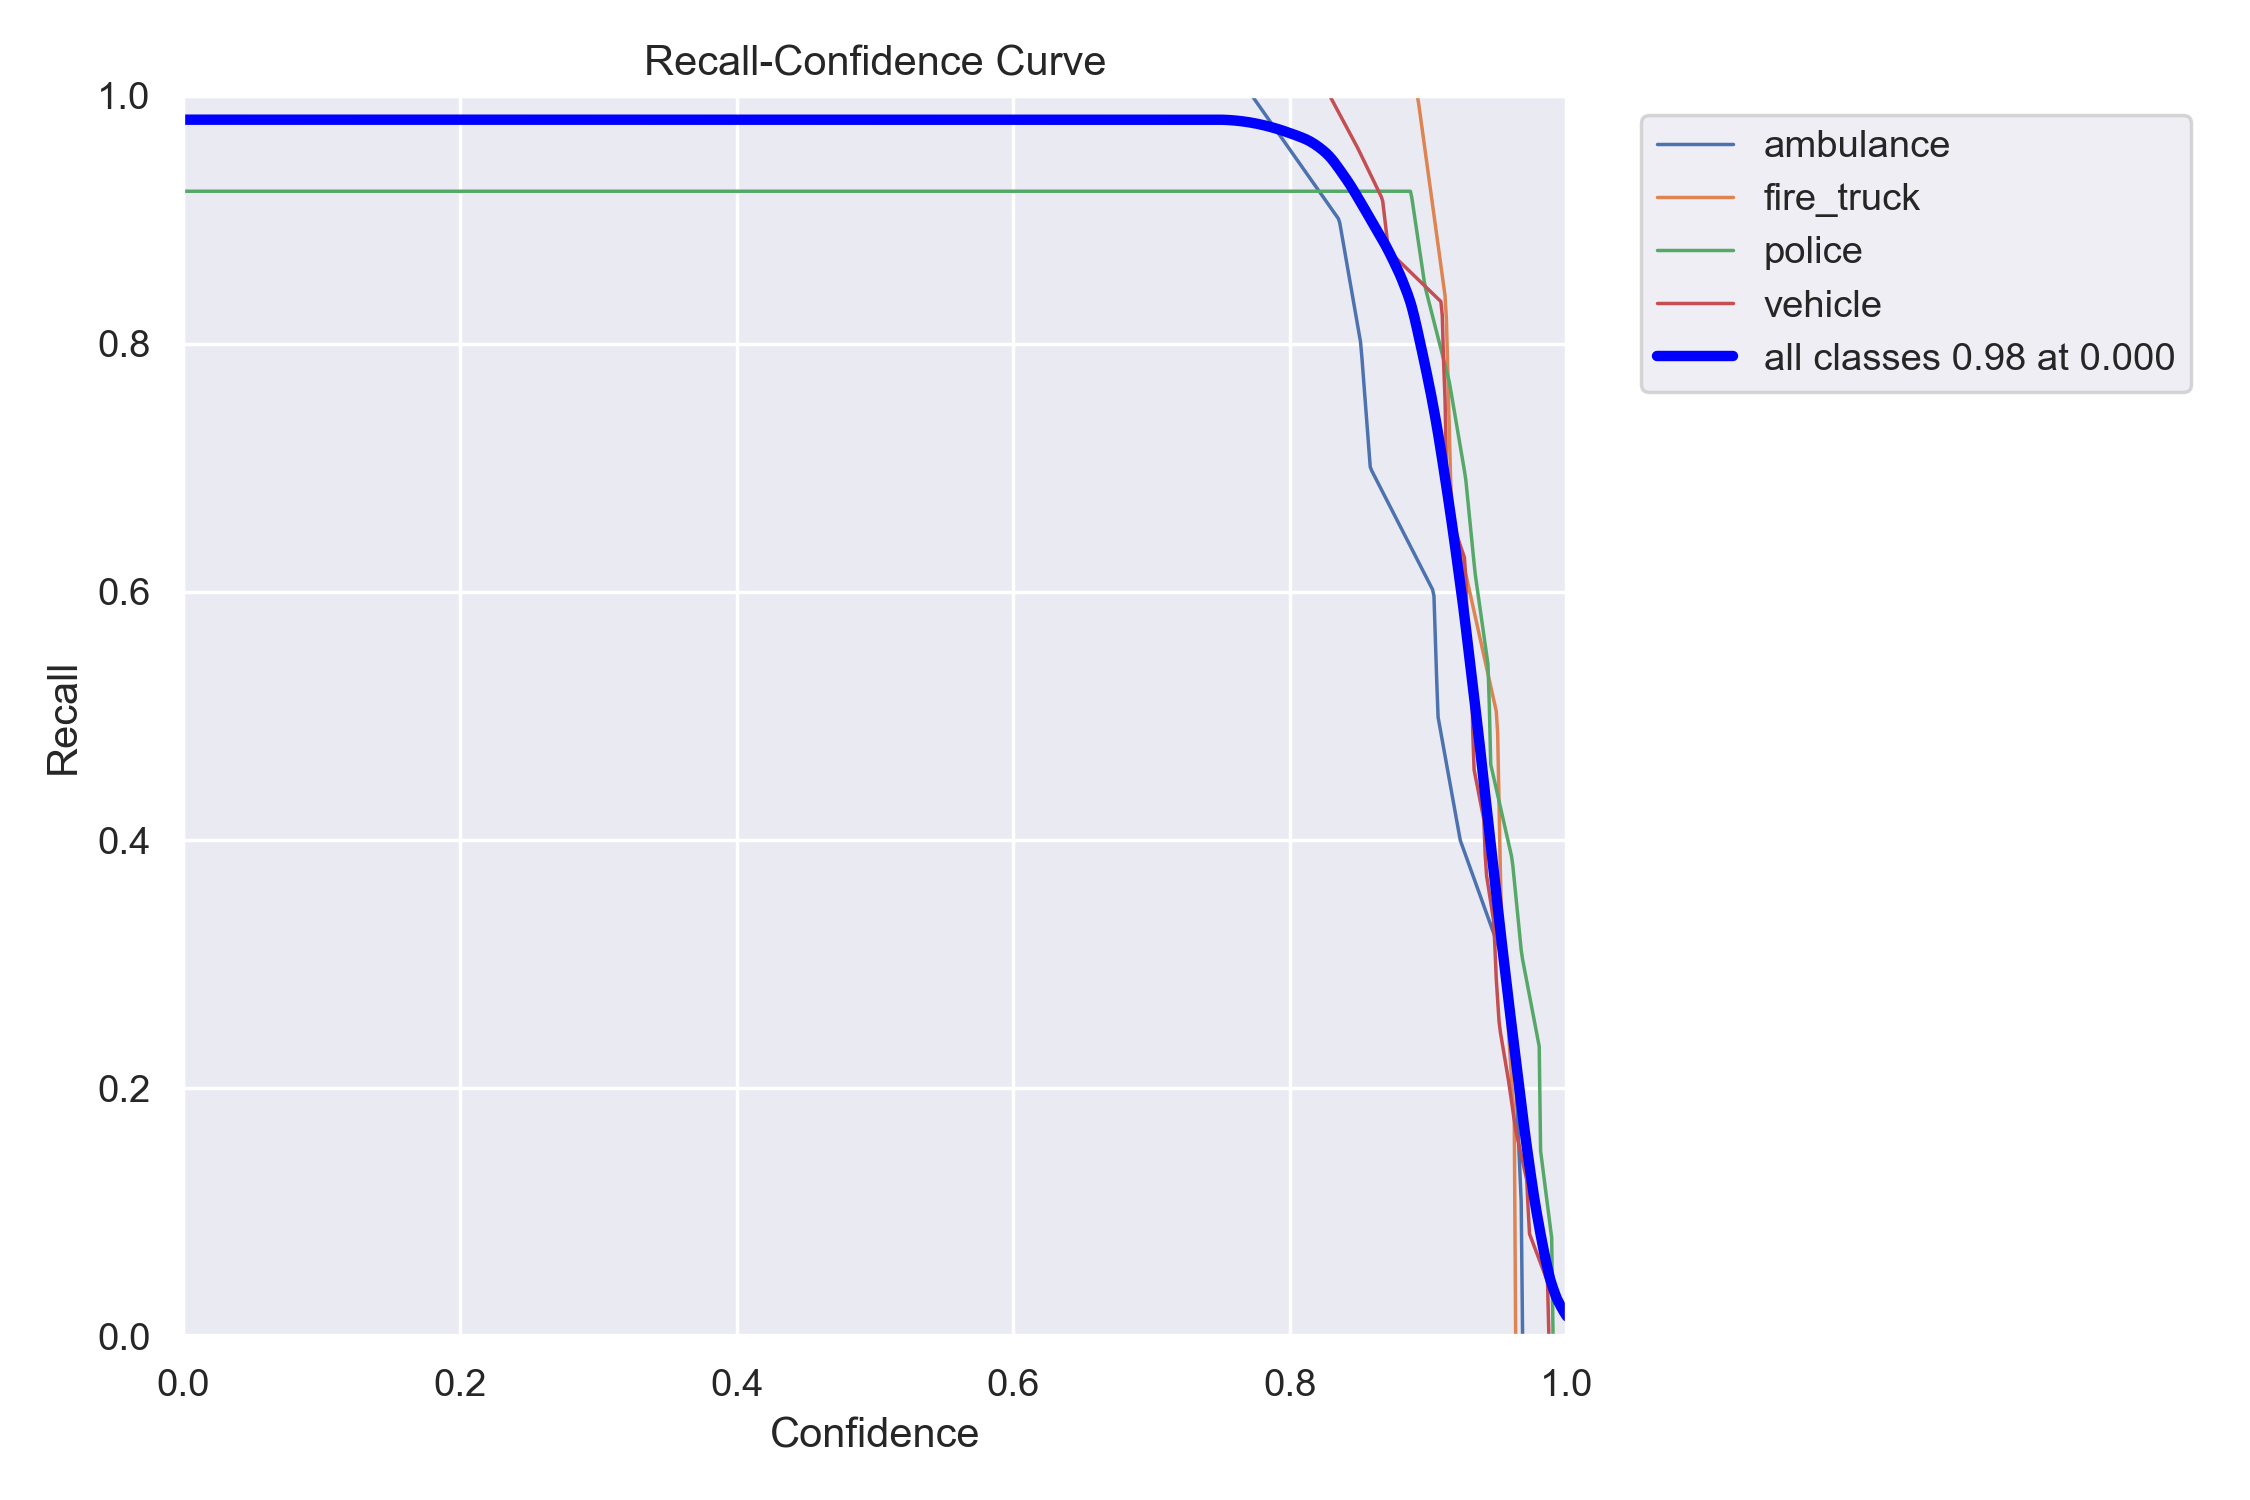 Recall-Confidence Curve
1.0
0.8
0.6
0.4
0.2
0.0
Recall
0.0 0.2 0.4 0.6 0.8 1.0
Confidence
ambulance
fire_truck
police
vehicle
all classes 0.98 at 0.000